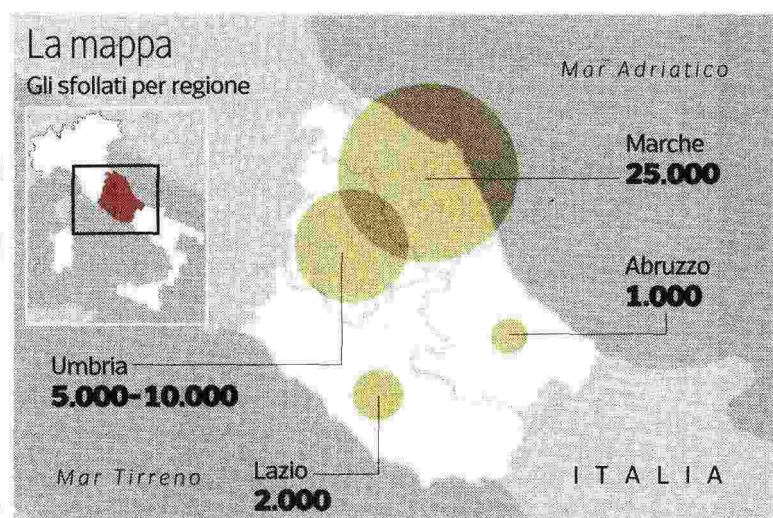 La mappa
Gli sfollati per regione
Mar Adriatico
Marche
25.000
Abruzzo
1.000
Umbria
5.000-10.000
Lazio
2.000
Mar Tirreno
ITALIA